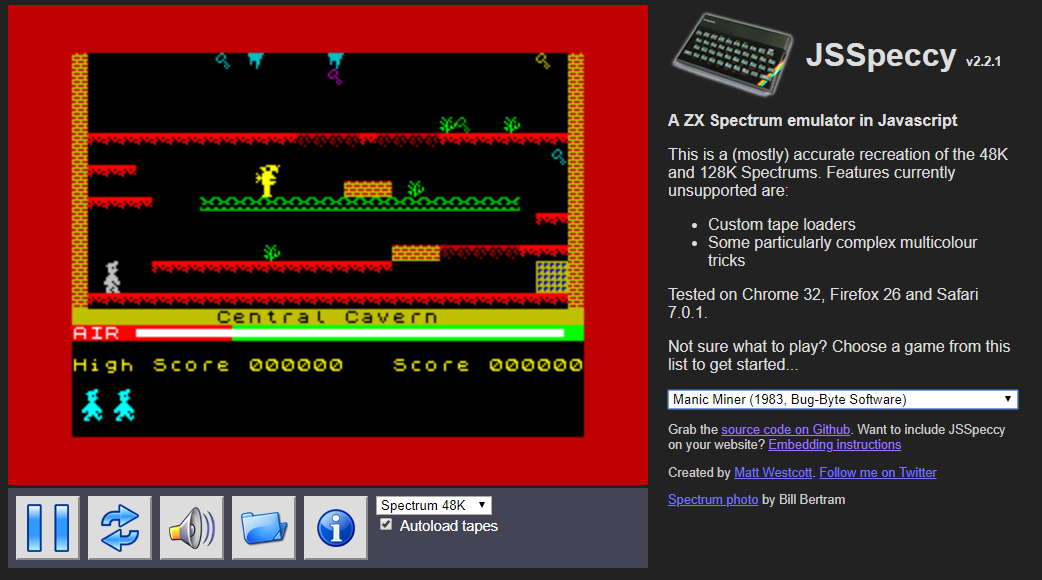 Central Cavern
AIR
High Score 000000 Score 000000
Spectrum 48K
Autoload tapes
JSSpeccy v2.2.1
A ZX Spectrum emulator in Javascript
This is a (mostly) accurate recreation of the 48K
and 128K Spectrums. Features currently
unsupported are:
• Custom tape loaders
• Some particularly complex multicolour
tricks
Tested on Chrome 32, Firefox 26 and Safari
7.0.1.
Not sure what to play? Choose a game from this
list to get started...
Manic Miner (1983, Bug-Byte Software)
Grab the source code on Github. Want to include JSSpeccy
on your website? Embedding instructions
Created by Matt Westcott. Follow me on Twitter
Spectrum photo by Bill Bertram